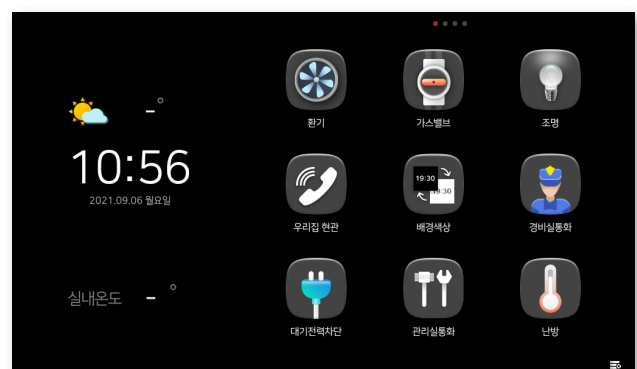 -°
10:56
2021.09.06 월요일
실내온도 - °
환기
가스밸브
조명
19:30
19:30
우리집 현관
배경색상
경비실통화
대기전력차단
관리실통화
난방